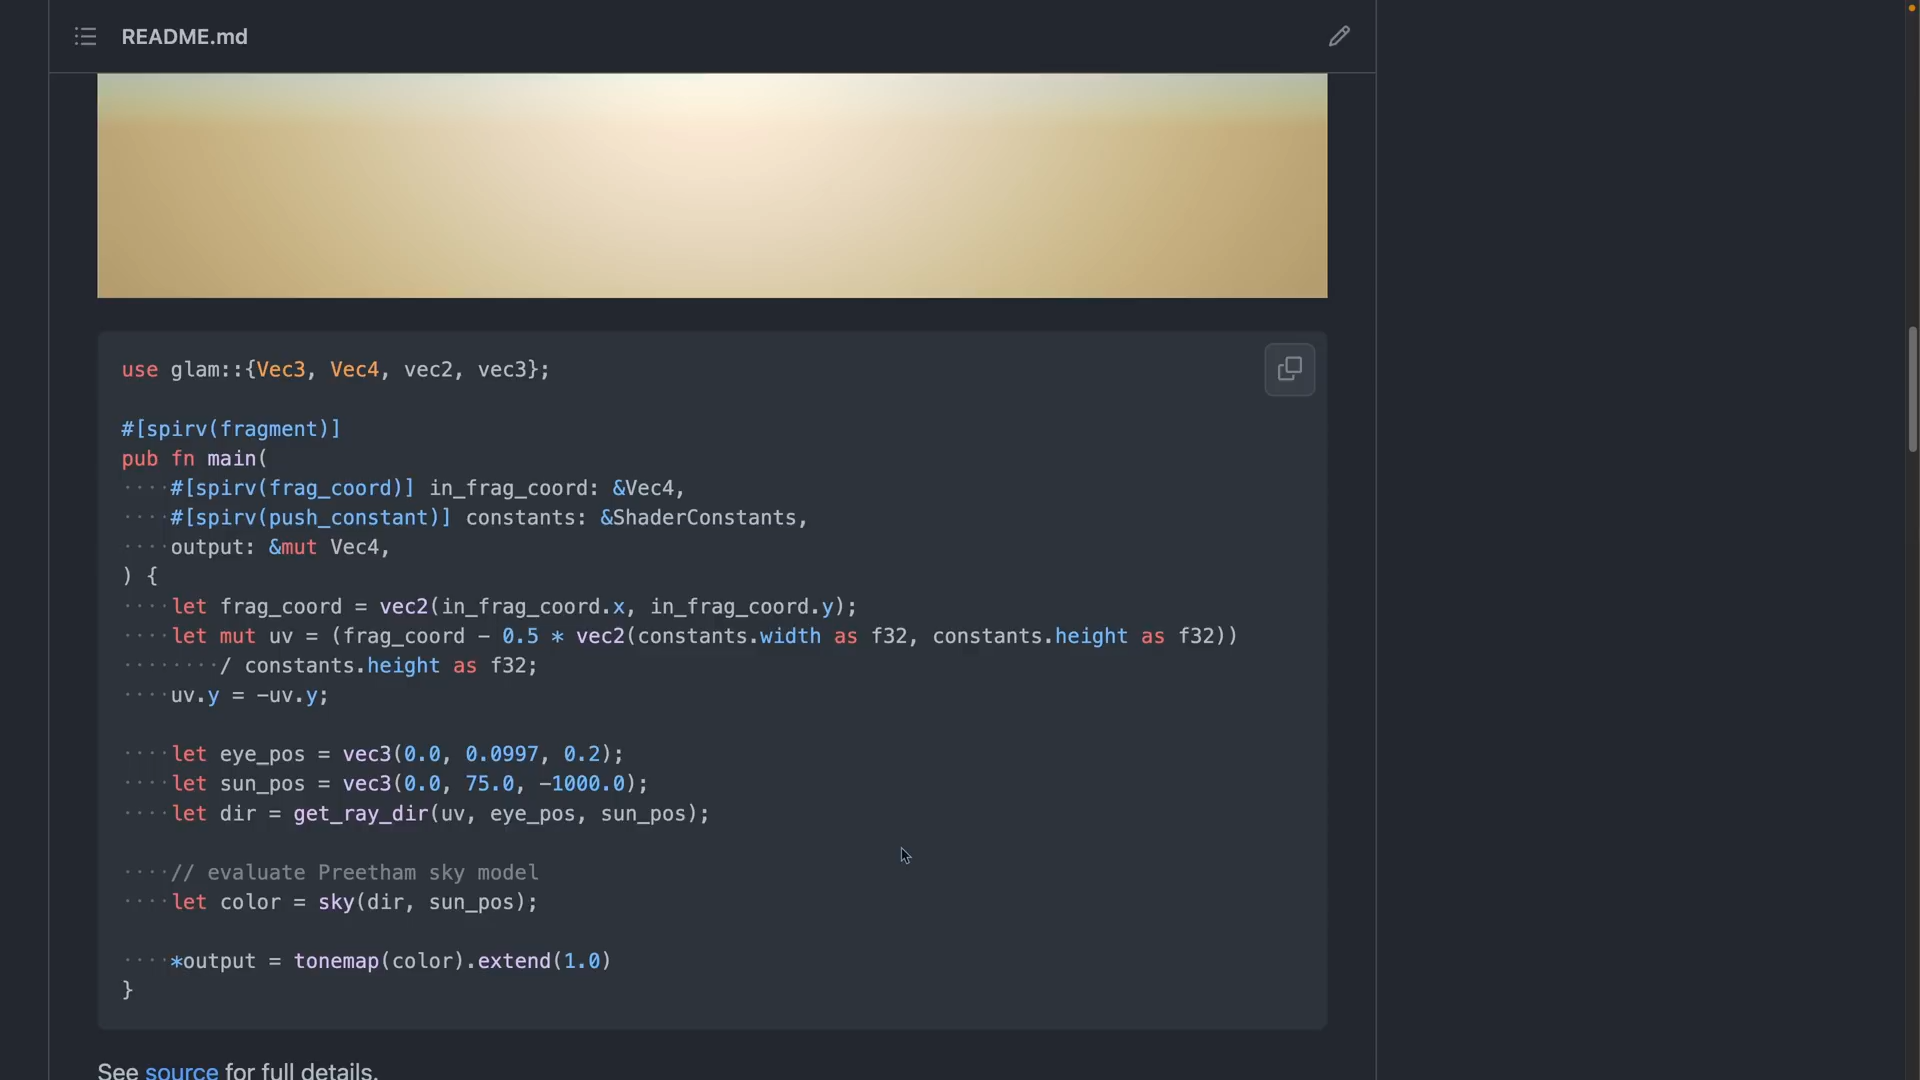 README.md
use glam::{Vec3, Vec4, vec2, vec3};
#[spirv(fragment)]
pub fn main(
····#[spirv(frag_coord)] in_frag_coord: &Vec4,
····#[spirv(push_constant)] constants: &ShaderConstants,
····output: &mut Vec4,
) {
····let frag_coord = vec2(in_frag_coord.x, in_frag_coord.y);
····let mut uv = (frag_coord - 0.5 * vec2(constants.width as f32, constants.height as f32))
········/ constants.height as f32;
····uv.y = -uv.y;
····let eye_pos = vec3(0.0, 0.0997, 0.2);
····let sun_pos = vec3(0.0, 75.0, -1000.0);
····let dir = get_ray_dir(uv, eye_pos, sun_pos);
····// evaluate Preetham sky model
····let color = sky(dir, sun_pos);
····*output = tonemap(color).extend(1.0)
}
See source for full details.